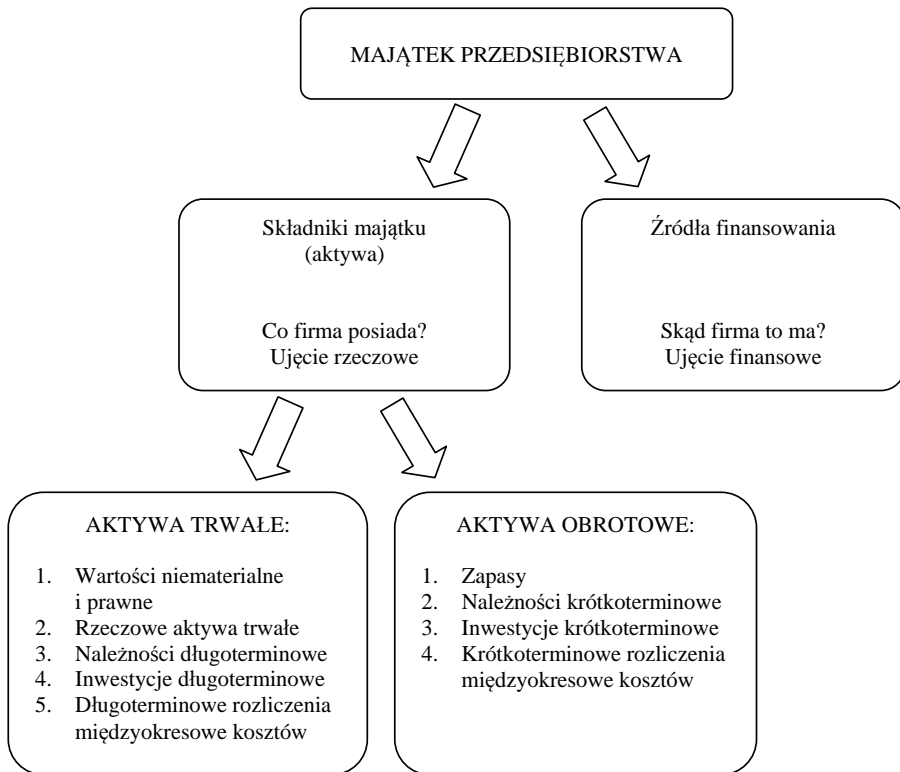 MAJĄTEK PRZEDSIĘBIORSTWA
Składniki majątku
(aktywa)
Co firma posiada?
Ujęcie rzeczowe
Źródła finansowania
Skąd firma to ma?
Ujęcie finansowe
AKTYWA TRWAŁE:
1. Wartości niematerialne
i prawne
2. Rzeczowe aktywa trwałe
3. Należności długoterminowe
4. Inwestycje długoterminowe
5. Długoterminowe rozliczenia
międzyokresowe kosztów
AKTYWA OBROTOWE:
1. Zapasy
2. Należności krótkoterminowe
3. Inwestycje krótkoterminowe
4. Krótkoterminowe rozliczenia
międzyokresowe kosztów